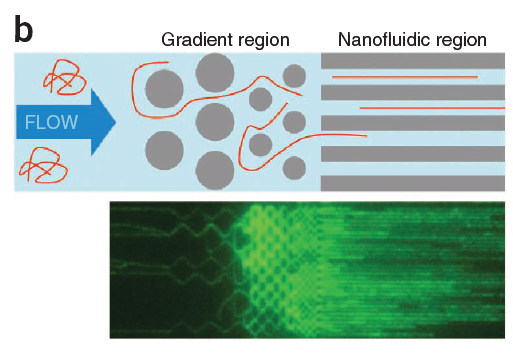 b
Gradient region
Nanofluidic region
FLOW